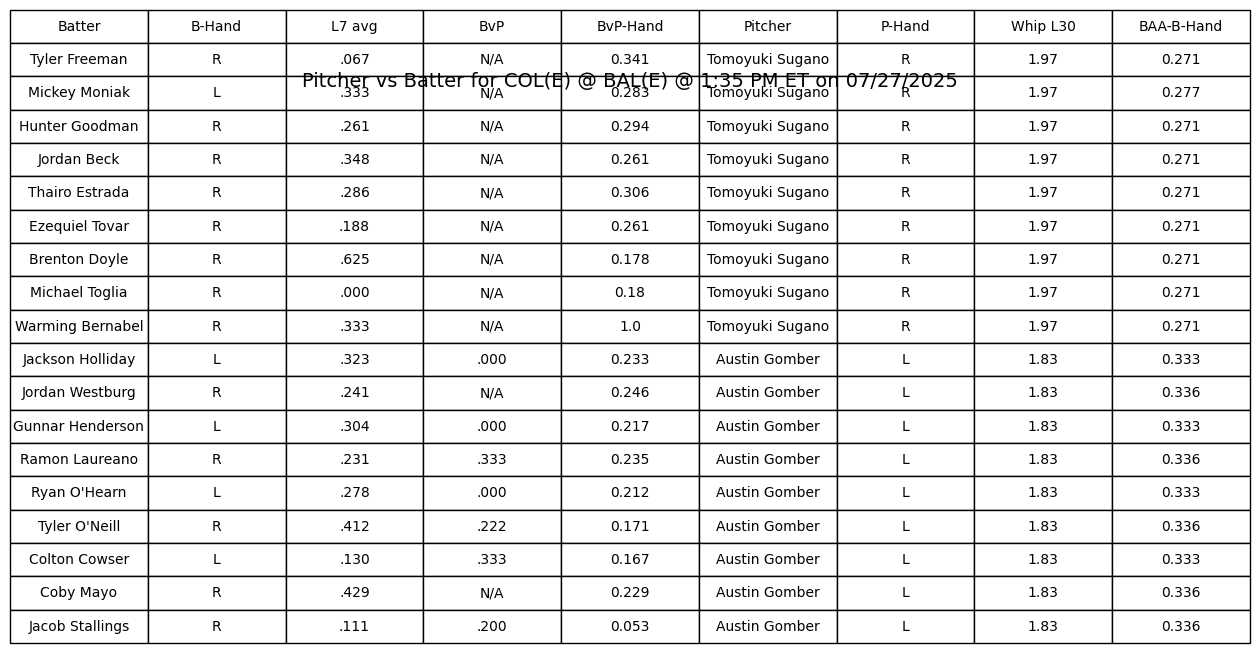 Batter B-Hand L7 avg BvP BvP-Hand Pitcher P-Hand Whip L30 BAA-B-Hand
Tyler Freeman R .067 N/A 0.341 Tomoyuki Sugano R 1.97 0.271
Pitcher vs Batter for COL(E) @ BAL(E) @ 1:35 PM ET on 07/27/2025
Mickey Moniak L .333 N/A 0.283 Tomoyuki Sugano R 1.97 0.277
Hunter Goodman R .261 N/A 0.294 Tomoyuki Sugano R 1.97 0.271
Jordan Beck R .348 N/A 0.261 Tomoyuki Sugano R 1.97 0.271
Thairo Estrada R .286 N/A 0.306 Tomoyuki Sugano R 1.97 0.271
Ezequiel Tovar R .188 N/A 0.261 Tomoyuki Sugano R 1.97 0.271
Brenton Doyle R .625 N/A 0.178 Tomoyuki Sugano R 1.97 0.271
Michael Toglia R .000 N/A 0.18 Tomoyuki Sugano R 1.97 0.271
Warming Bernabel R .333 N/A 1.0 Tomoyuki Sugano R 1.97 0.271
Jackson Holliday L .323 .000 0.233 Austin Gomber L 1.83 0.333
Jordan Westburg R .241 N/A 0.246 Austin Gomber L 1.83 0.336
Gunnar Henderson L .304 .000 0.217 Austin Gomber L 1.83 0.333
Ramon Laureano R .231 .333 0.235 Austin Gomber L 1.83 0.336
Ryan O'Hearn L .278 .000 0.212 Austin Gomber L 1.83 0.333
Tyler O'Neill R .412 .222 0.171 Austin Gomber L 1.83 0.336
Colton Cowser L .130 .333 0.167 Austin Gomber L 1.83 0.333
Coby Mayo R .429 N/A 0.229 Austin Gomber L 1.83 0.336
Jacob Stallings R .111 .200 0.053 Austin Gomber L 1.83 0.336